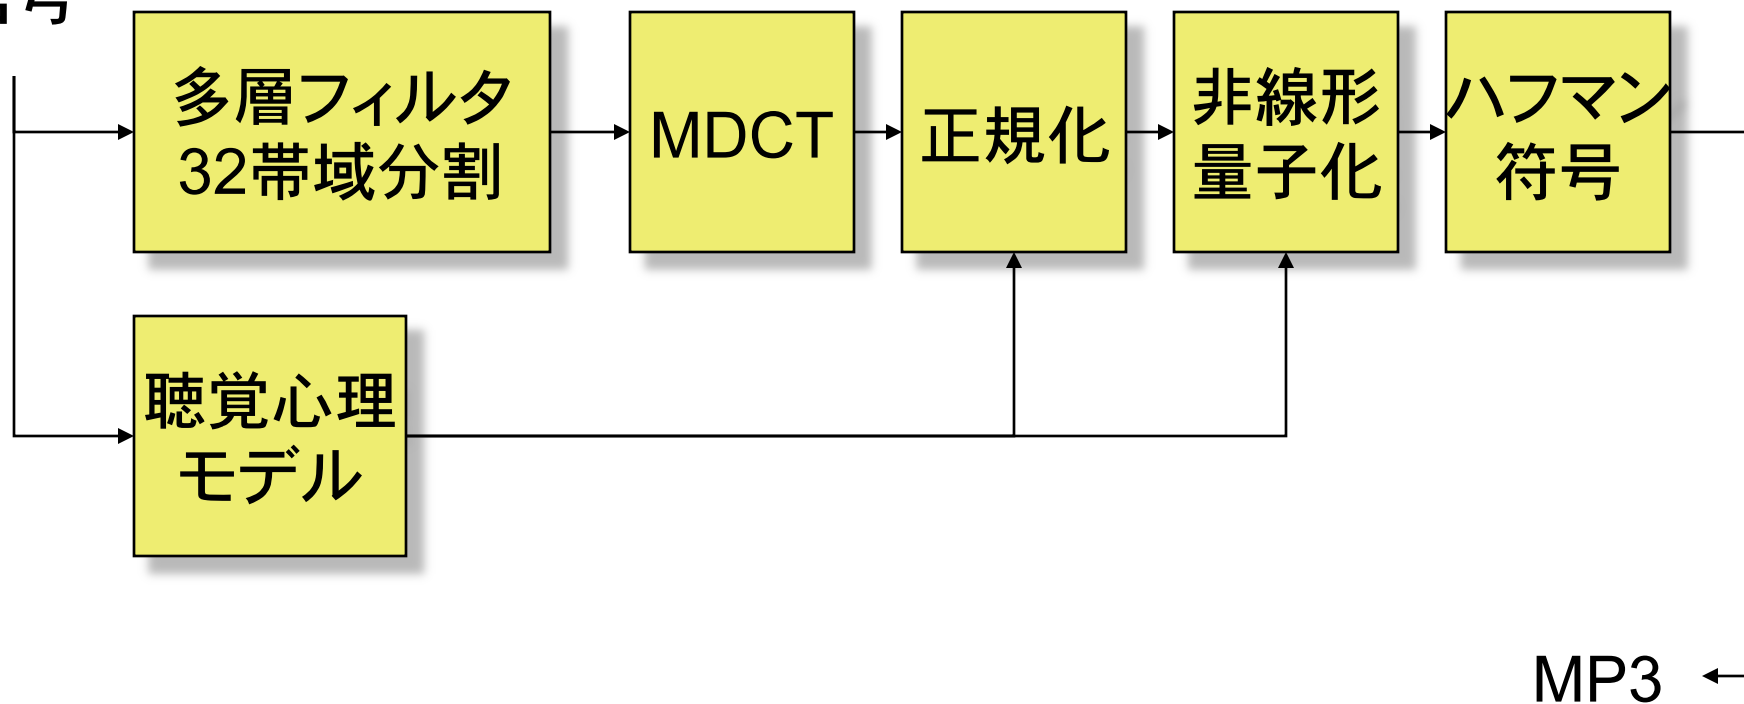 号
多層フィルタ
32帯域分割
MDCT
正規化
非線形
量子化
ハフマン
符号
聴覚心理
モデル
MP3